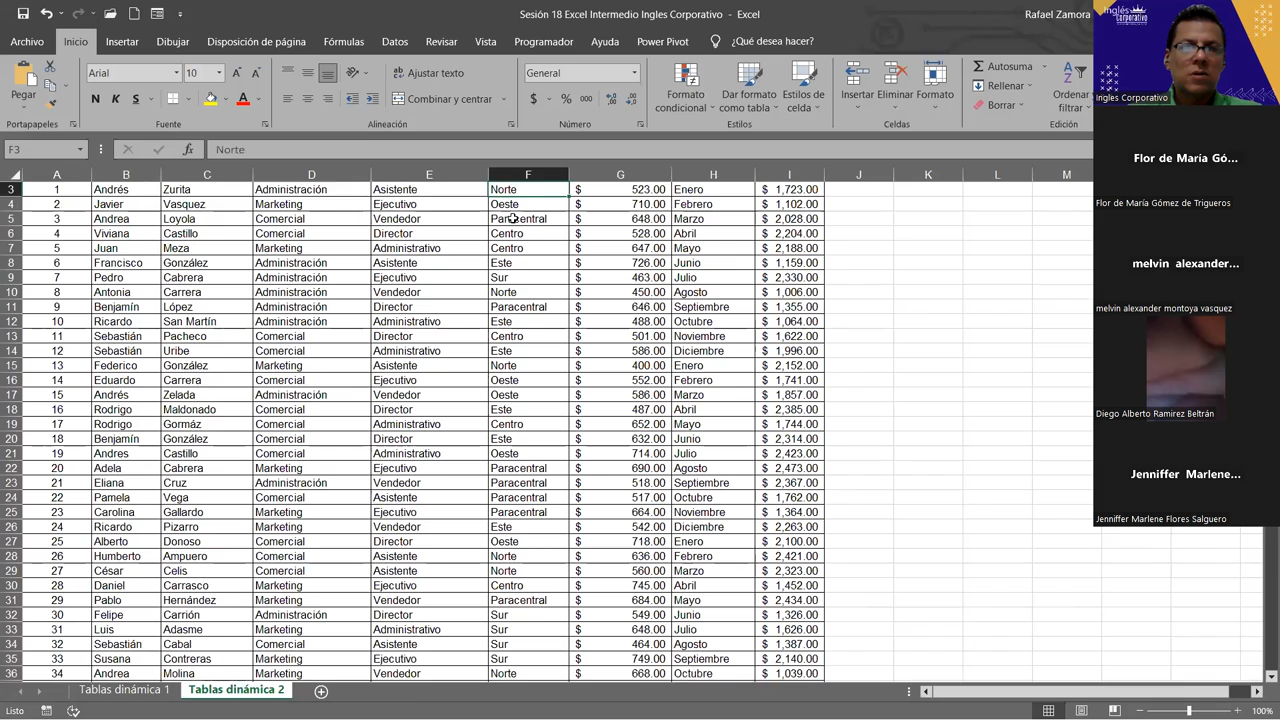 Sesión 18 Excel Intermedio Ingles Corporativo - Excel
Rafael Zamora
Archivo Inicio Insertar Dibujar Disposición de página Fórmulas Datos Revisar Vista Programador Ayuda Power Pivot ¿Qué desea hacer?
Pegar
Arial 10
N K S
Ajustar texto
Combinar y centrar
General
$ % 000
Formato condicional
Dar formato como tabla
Estilos de celda
Insertar Eliminar Formato
Autosuma
Rellenar
Borrar
Ordenar filtrar
Portapapeles Fuente Alineación Número Estilos Celdas Edición
F3 fx Norte
A B C D E F G H I J K L M
3 1 Andrés Zurita Administración Asistente Norte $ 523.00 Enero $ 1,723.00
4 2 Javier Vasquez Marketing Ejecutivo Oeste $ 710.00 Febrero $ 1,102.00
5 3 Andrea Loyola Comercial Vendedor Paracentral $ 648.00 Marzo $ 2,028.00
6 4 Viviana Castillo Comercial Director Centro $ 528.00 Abril $ 2,204.00
7 5 Juan Meza Marketing Administrativo Centro $ 647.00 Mayo $ 2,188.00
8 6 Francisco González Administración Asistente Este $ 726.00 Junio $ 1,159.00
9 7 Pedro Cabrera Administración Ejecutivo Sur $ 463.00 Julio $ 2,330.00
10 8 Antonia Carrera Administración Vendedor Norte $ 450.00 Agosto $ 1,006.00
11 9 Benjamín López Administración Director Paracentral $ 646.00 Septiembre $ 1,355.00
12 10 Ricardo San Martín Administración Administrativo Este $ 488.00 Octubre $ 1,064.00
13 11 Sebastián Pacheco Comercial Director Centro $ 501.00 Noviembre $ 1,622.00
14 12 Sebastián Uribe Comercial Administrativo Este $ 586.00 Diciembre $ 1,996.00
15 13 Federico González Marketing Asistente Norte $ 400.00 Enero $ 2,152.00
16 14 Eduardo Carrera Comercial Ejecutivo Oeste $ 552.00 Febrero $ 1,741.00
17 15 Andrés Zelada Administración Vendedor Oeste $ 586.00 Marzo $ 1,857.00
18 16 Rodrigo Maldonado Comercial Director Este $ 487.00 Abril $ 2,385.00
19 17 Rodrigo Gormáz Comercial Administrativo Centro $ 652.00 Mayo $ 1,744.00
20 18 Benjamín González Comercial Director Este $ 632.00 Junio $ 2,314.00
21 19 Andres Castillo Comercial Administrativo Oeste $ 714.00 Julio $ 2,423.00
22 20 Adela Cabrera Marketing Ejecutivo Paracentral $ 690.00 Agosto $ 2,473.00
23 21 Eliana Cruz Administración Vendedor Paracentral $ 518.00 Septiembre $ 2,367.00
24 22 Pamela Vega Comercial Asistente Paracentral $ 517.00 Octubre $ 1,762.00
25 23 Carolina Gallardo Marketing Ejecutivo Paracentral $ 664.00 Noviembre $ 1,364.00
26 24 Ricardo Pizarro Marketing Vendedor Este $ 542.00 Diciembre $ 2,263.00
27 25 Alberto Donoso Marketing Director Oeste $ 718.00 Enero $ 2,100.00
28 26 Humberto Ampuero Comercial Asistente Norte $ 636.00 Febrero $ 2,421.00
29 27 César Celis Comercial Asistente Norte $ 560.00 Marzo $ 2,323.00
30 28 Daniel Carrasco Marketing Ejecutivo Centro $ 745.00 Abril $ 1,452.00
31 29 Pablo Hernández Marketing Vendedor Paracentral $ 684.00 Mayo $ 2,434.00
32 30 Felipe Carrión Administración Director Sur $ 549.00 Junio $ 1,326.00
33 31 Luis Adasme Marketing Administrativo Sur $ 648.00 Julio $ 1,626.00
34 32 Sebastián Cabal Comercial Asistente Sur $ 464.00 Agosto $ 1,387.00
35 33 Susana Contreras Marketing Ejecutivo Sur $ 749.00 Septiembre $ 2,140.00
36 34 Andrea Molina Marketing Vendedor Norte $ 668.00 Octubre $ 1,039.00
Tablas dinámica 1 Tablas dinámica 2
Listo
100%
Inglés Corporativo
Ingles Corporativo
Flor de María Gó...
Flor de María Gómez de Trigueros
melvin alexander...
melvin alexander montoya vasquez
Diego Alberto Ramirez Beltrán
Jenniffer Marlene...
Jenniffer Marlene Flores Salguero